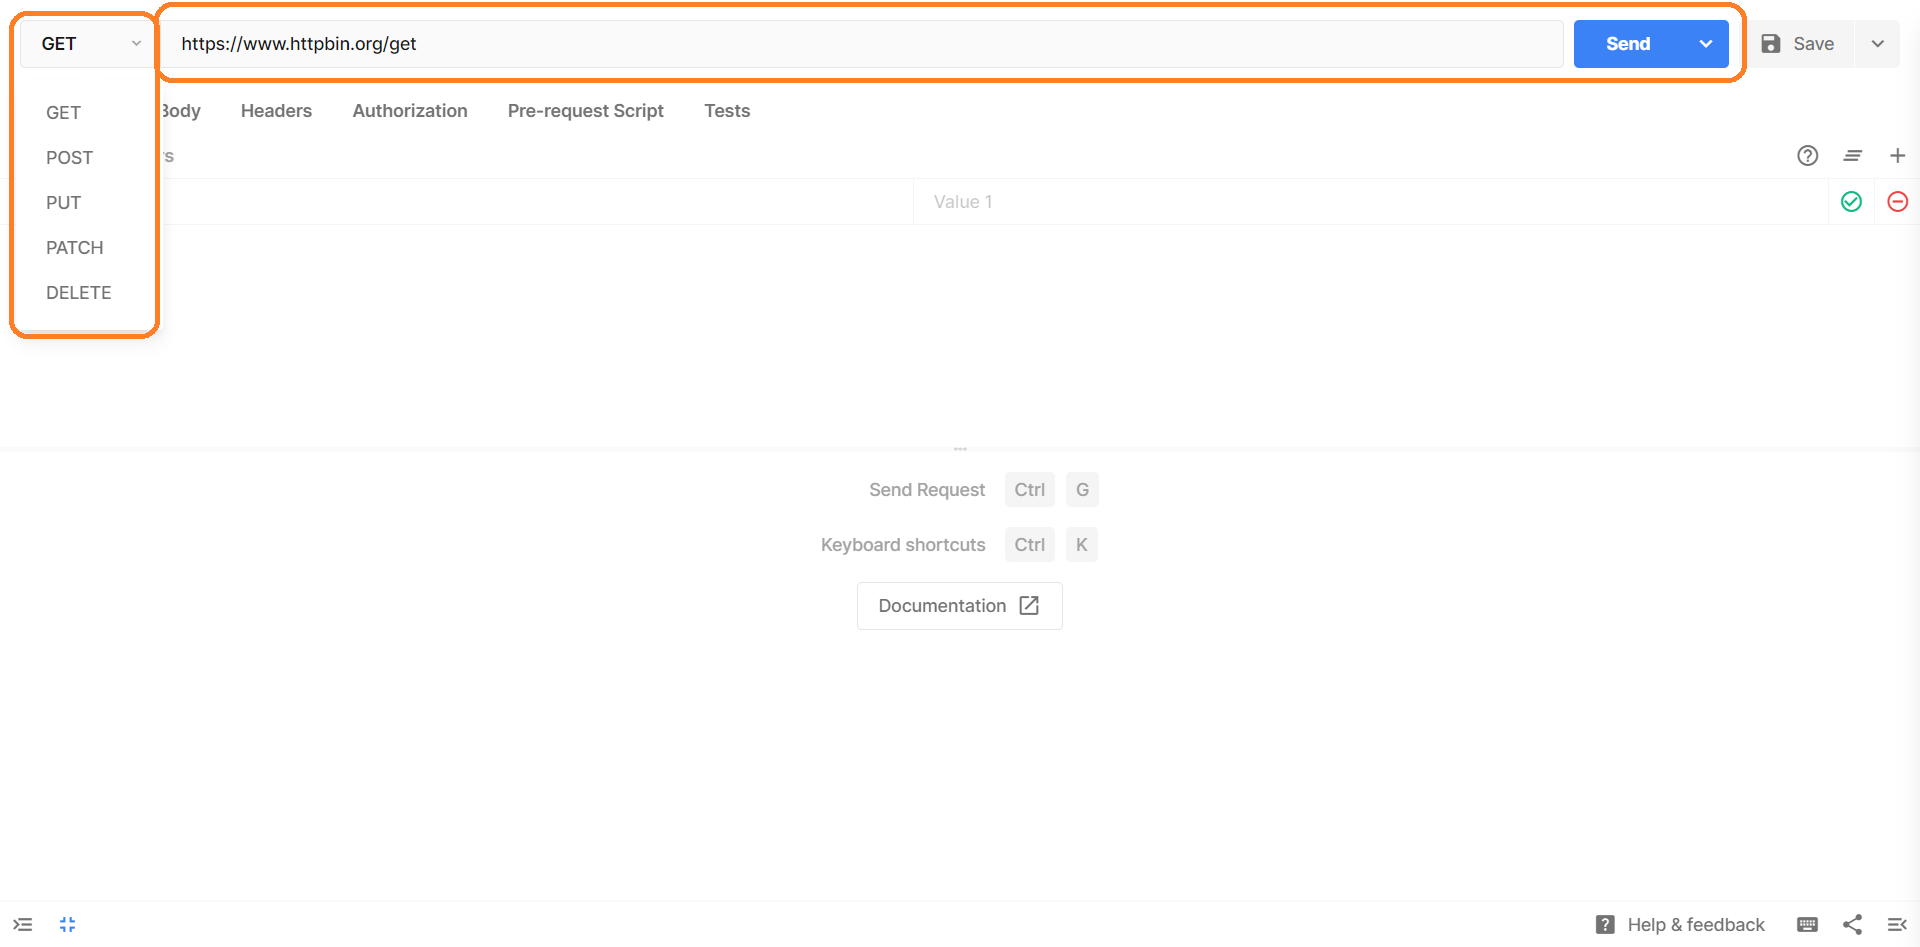 GET https://www.httpbin.org/get Send Save
GET Body Headers Authorization Pre-request Script Tests
POST
PUT Value 1
PATCH
DELETE
Send Request Ctrl G
Keyboard shortcuts Ctrl K
Documentation
Help & feedback